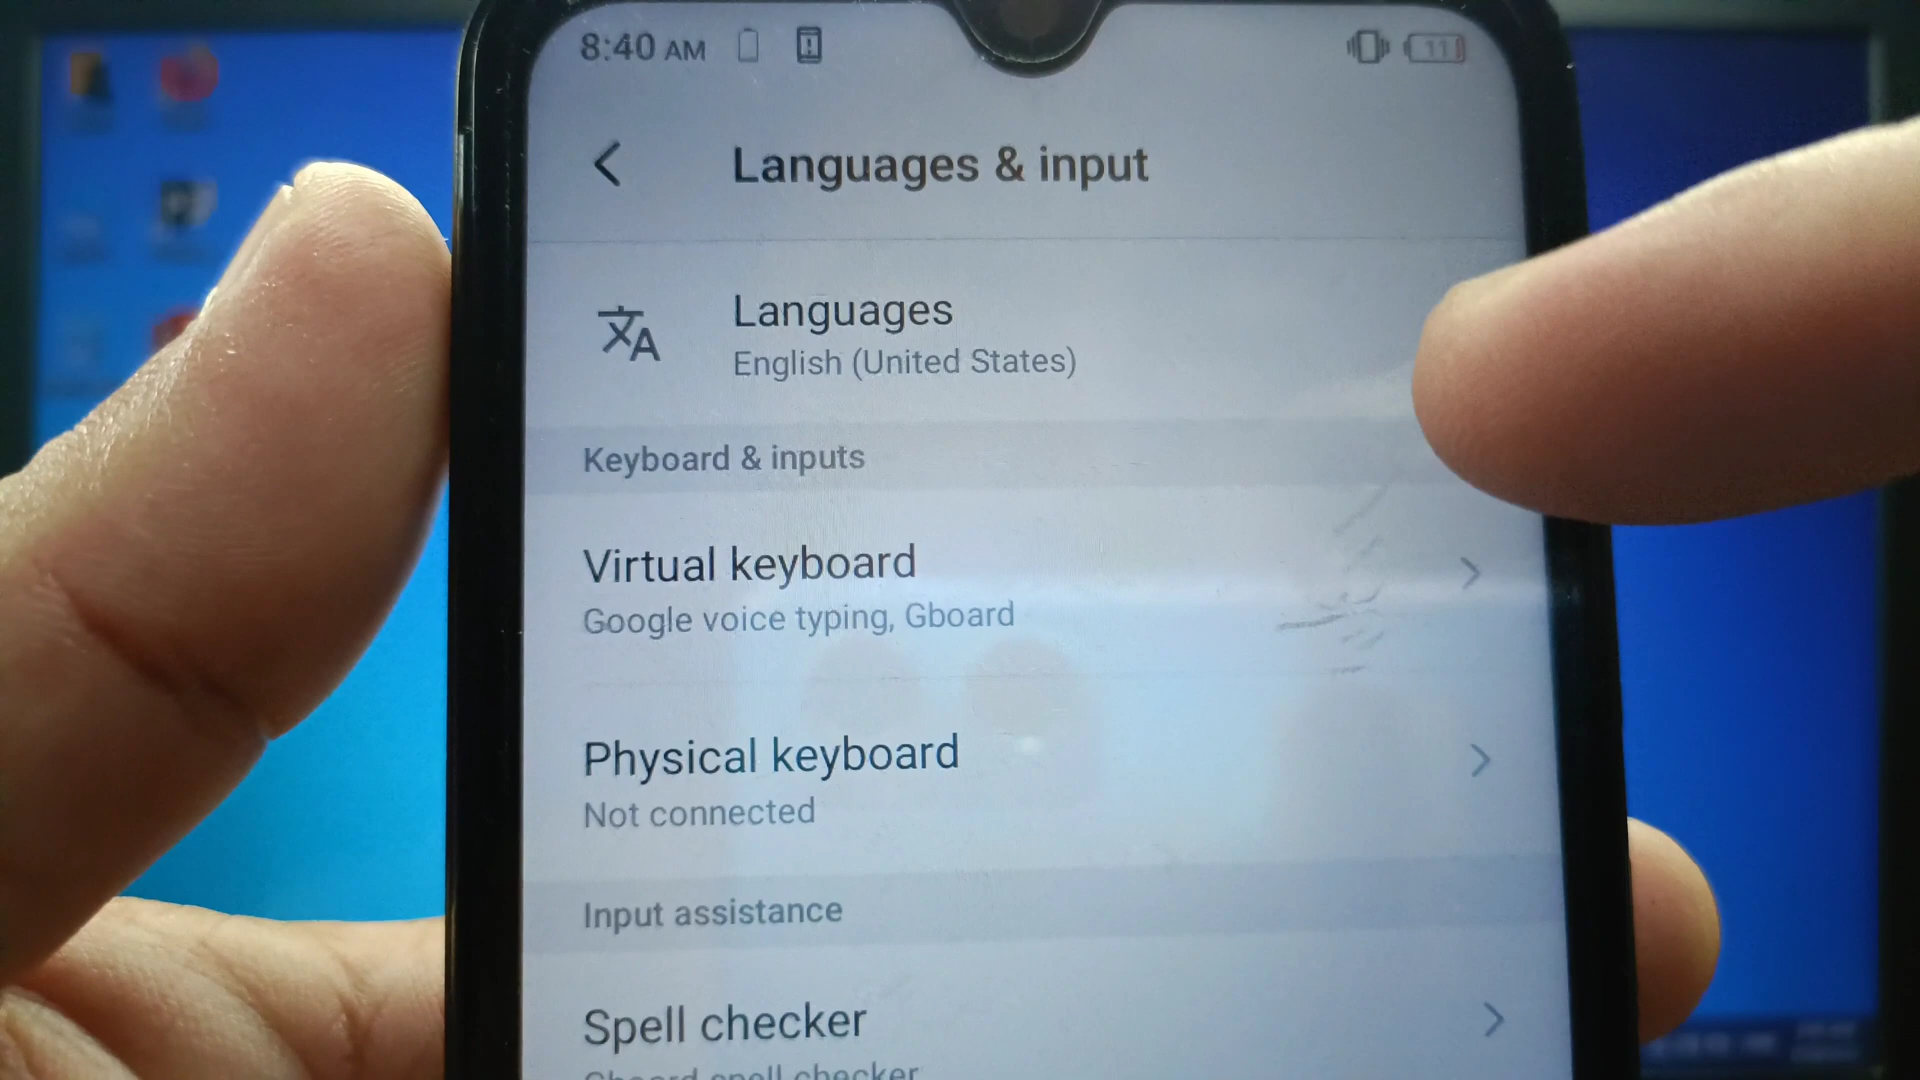 8:40 AM
11
Languages & input
Languages
English (United States)
Keyboard & inputs
Virtual keyboard
Google voice typing, Gboard
Physical keyboard
Not connected
Input assistance
Spell checker
Gboard spell checker